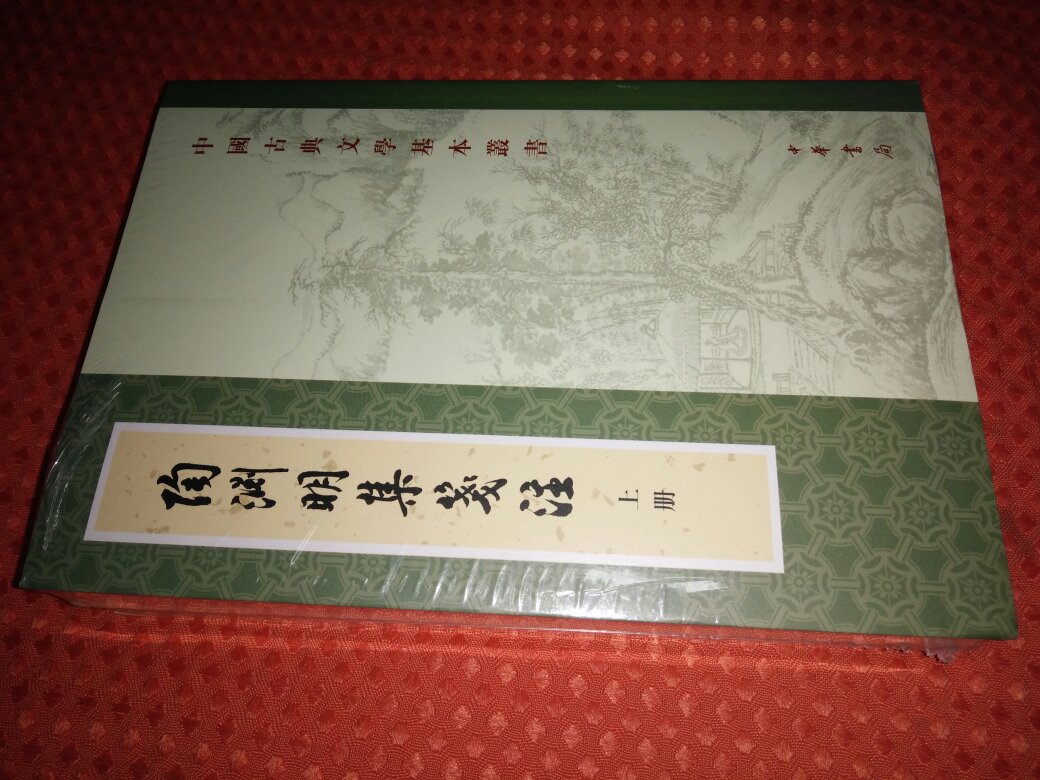 中國古典文學基本叢書
中華書局
陶渊明集箋注
上册